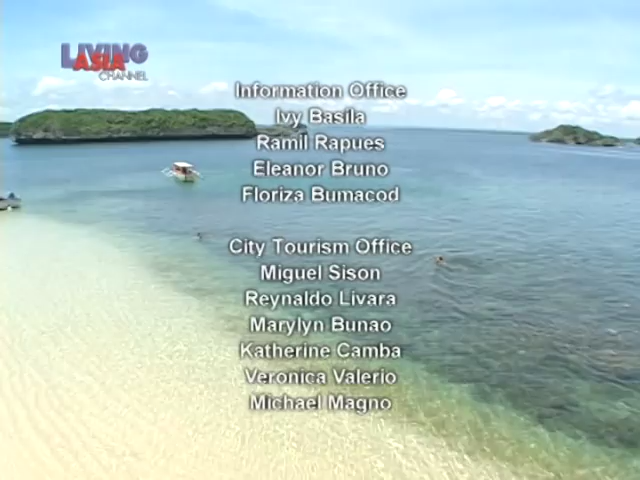 LIVING
ASIA
CHANNEL
Information Office
Ivy Basila
Ramil Rapues
Eleanor Bruno
Floriza Bumacod
City Tourism Office
Miguel Sison
Reynaldo Livara
Marylyn Bunao
Katherine Camba
Veronica Valerio
Michael Magno